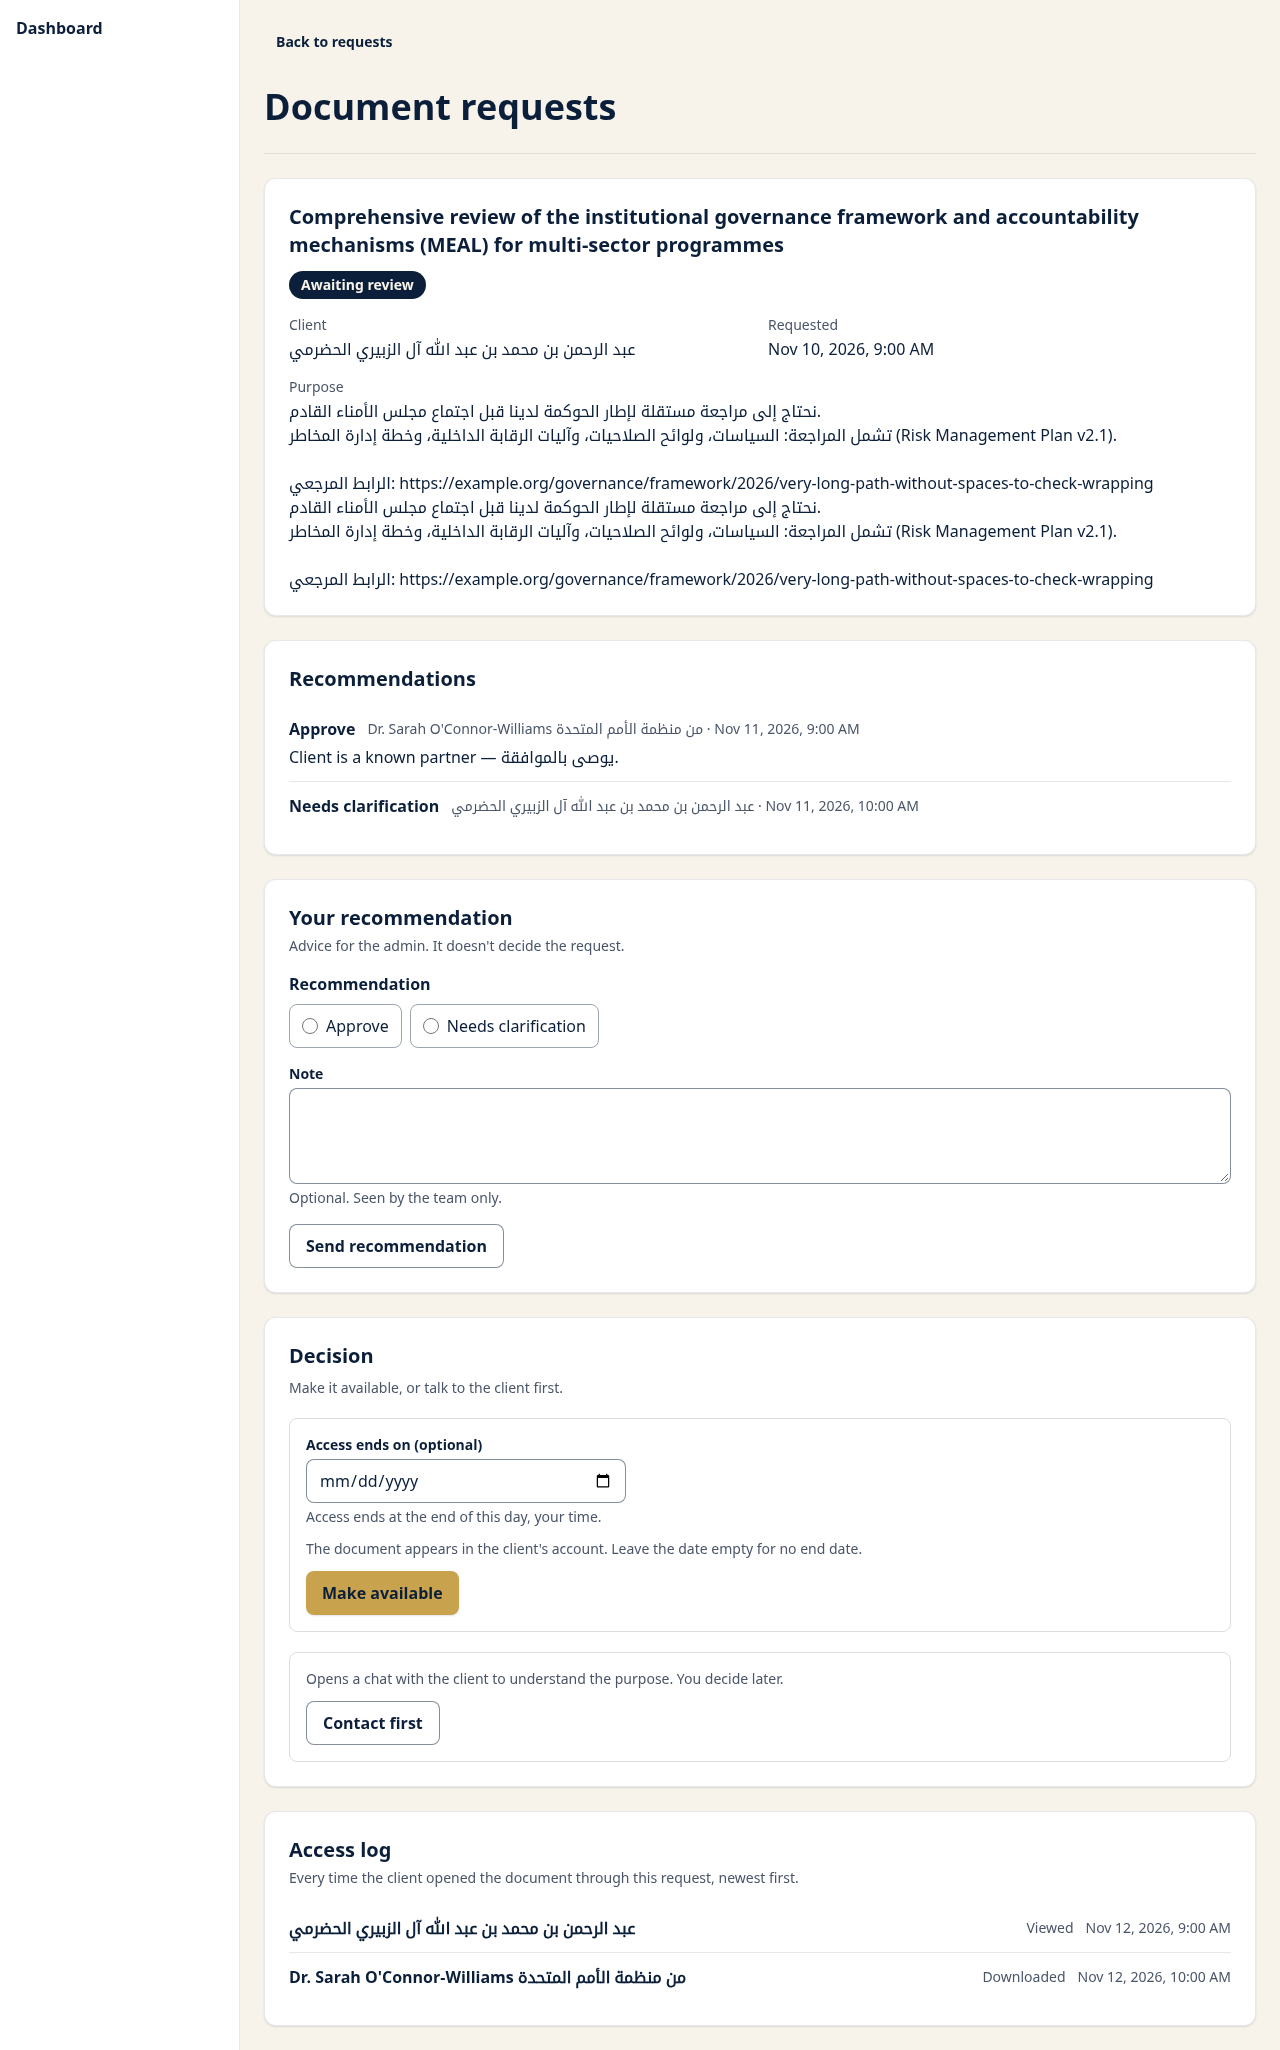 Dashboard
Back to requests
Document requests
Comprehensive review of the institutional governance framework and accountability
mechanisms (MEAL) for multi-sector programmes
Awaiting review
Client
عبد الرحمن بن محمد بن عبد الله آل الزبيري الحضرمي
Requested
Nov 10, 2026, 9:00 AM
Purpose
نحتاج إلى مراجعة مستقلة لإطار الحوكمة لدينا قبل اجتماع مجلس الأمناء القادم.
تشمل المراجعة: السياسات، ولوائح الصلاحيات، وآليات الرقابة الداخلية، وخطة إدارة المخاطر (Risk Management Plan v2.1).
الرابط المرجعي: https://example.org/governance/framework/2026/very-long-path-without-spaces-to-check-wrapping
نحتاج إلى مراجعة مستقلة لإطار الحوكمة لدينا قبل اجتماع مجلس الأمناء القادم.
تشمل المراجعة: السياسات، ولوائح الصلاحيات، وآليات الرقابة الداخلية، وخطة إدارة المخاطر (Risk Management Plan v2.1).
الرابط المرجعي: https://example.org/governance/framework/2026/very-long-path-without-spaces-to-check-wrapping
Recommendations
Approve Dr. Sarah O'Connor-Williams من منظمة الأمم المتحدة · Nov 11, 2026, 9:00 AM
Client is a known partner — يوصى بالموافقة.
Needs clarification عبد الرحمن بن محمد بن عبد الله آل الزبيري الحضرمي · Nov 11, 2026, 10:00 AM
Your recommendation
Advice for the admin. It doesn't decide the request.
Recommendation
Approve
Needs clarification
Note
Optional. Seen by the team only.
Send recommendation
Decision
Make it available, or talk to the client first.
Access ends on (optional)
mm/dd/yyyy
Access ends at the end of this day, your time.
The document appears in the client's account. Leave the date empty for no end date.
Make available
Opens a chat with the client to understand the purpose. You decide later.
Contact first
Access log
Every time the client opened the document through this request, newest first.
عبد الرحمن بن محمد بن عبد الله آل الزبيري الحضرمي Viewed Nov 12, 2026, 9:00 AM
Dr. Sarah O'Connor-Williams من منظمة الأمم المتحدة Downloaded Nov 12, 2026, 10:00 AM